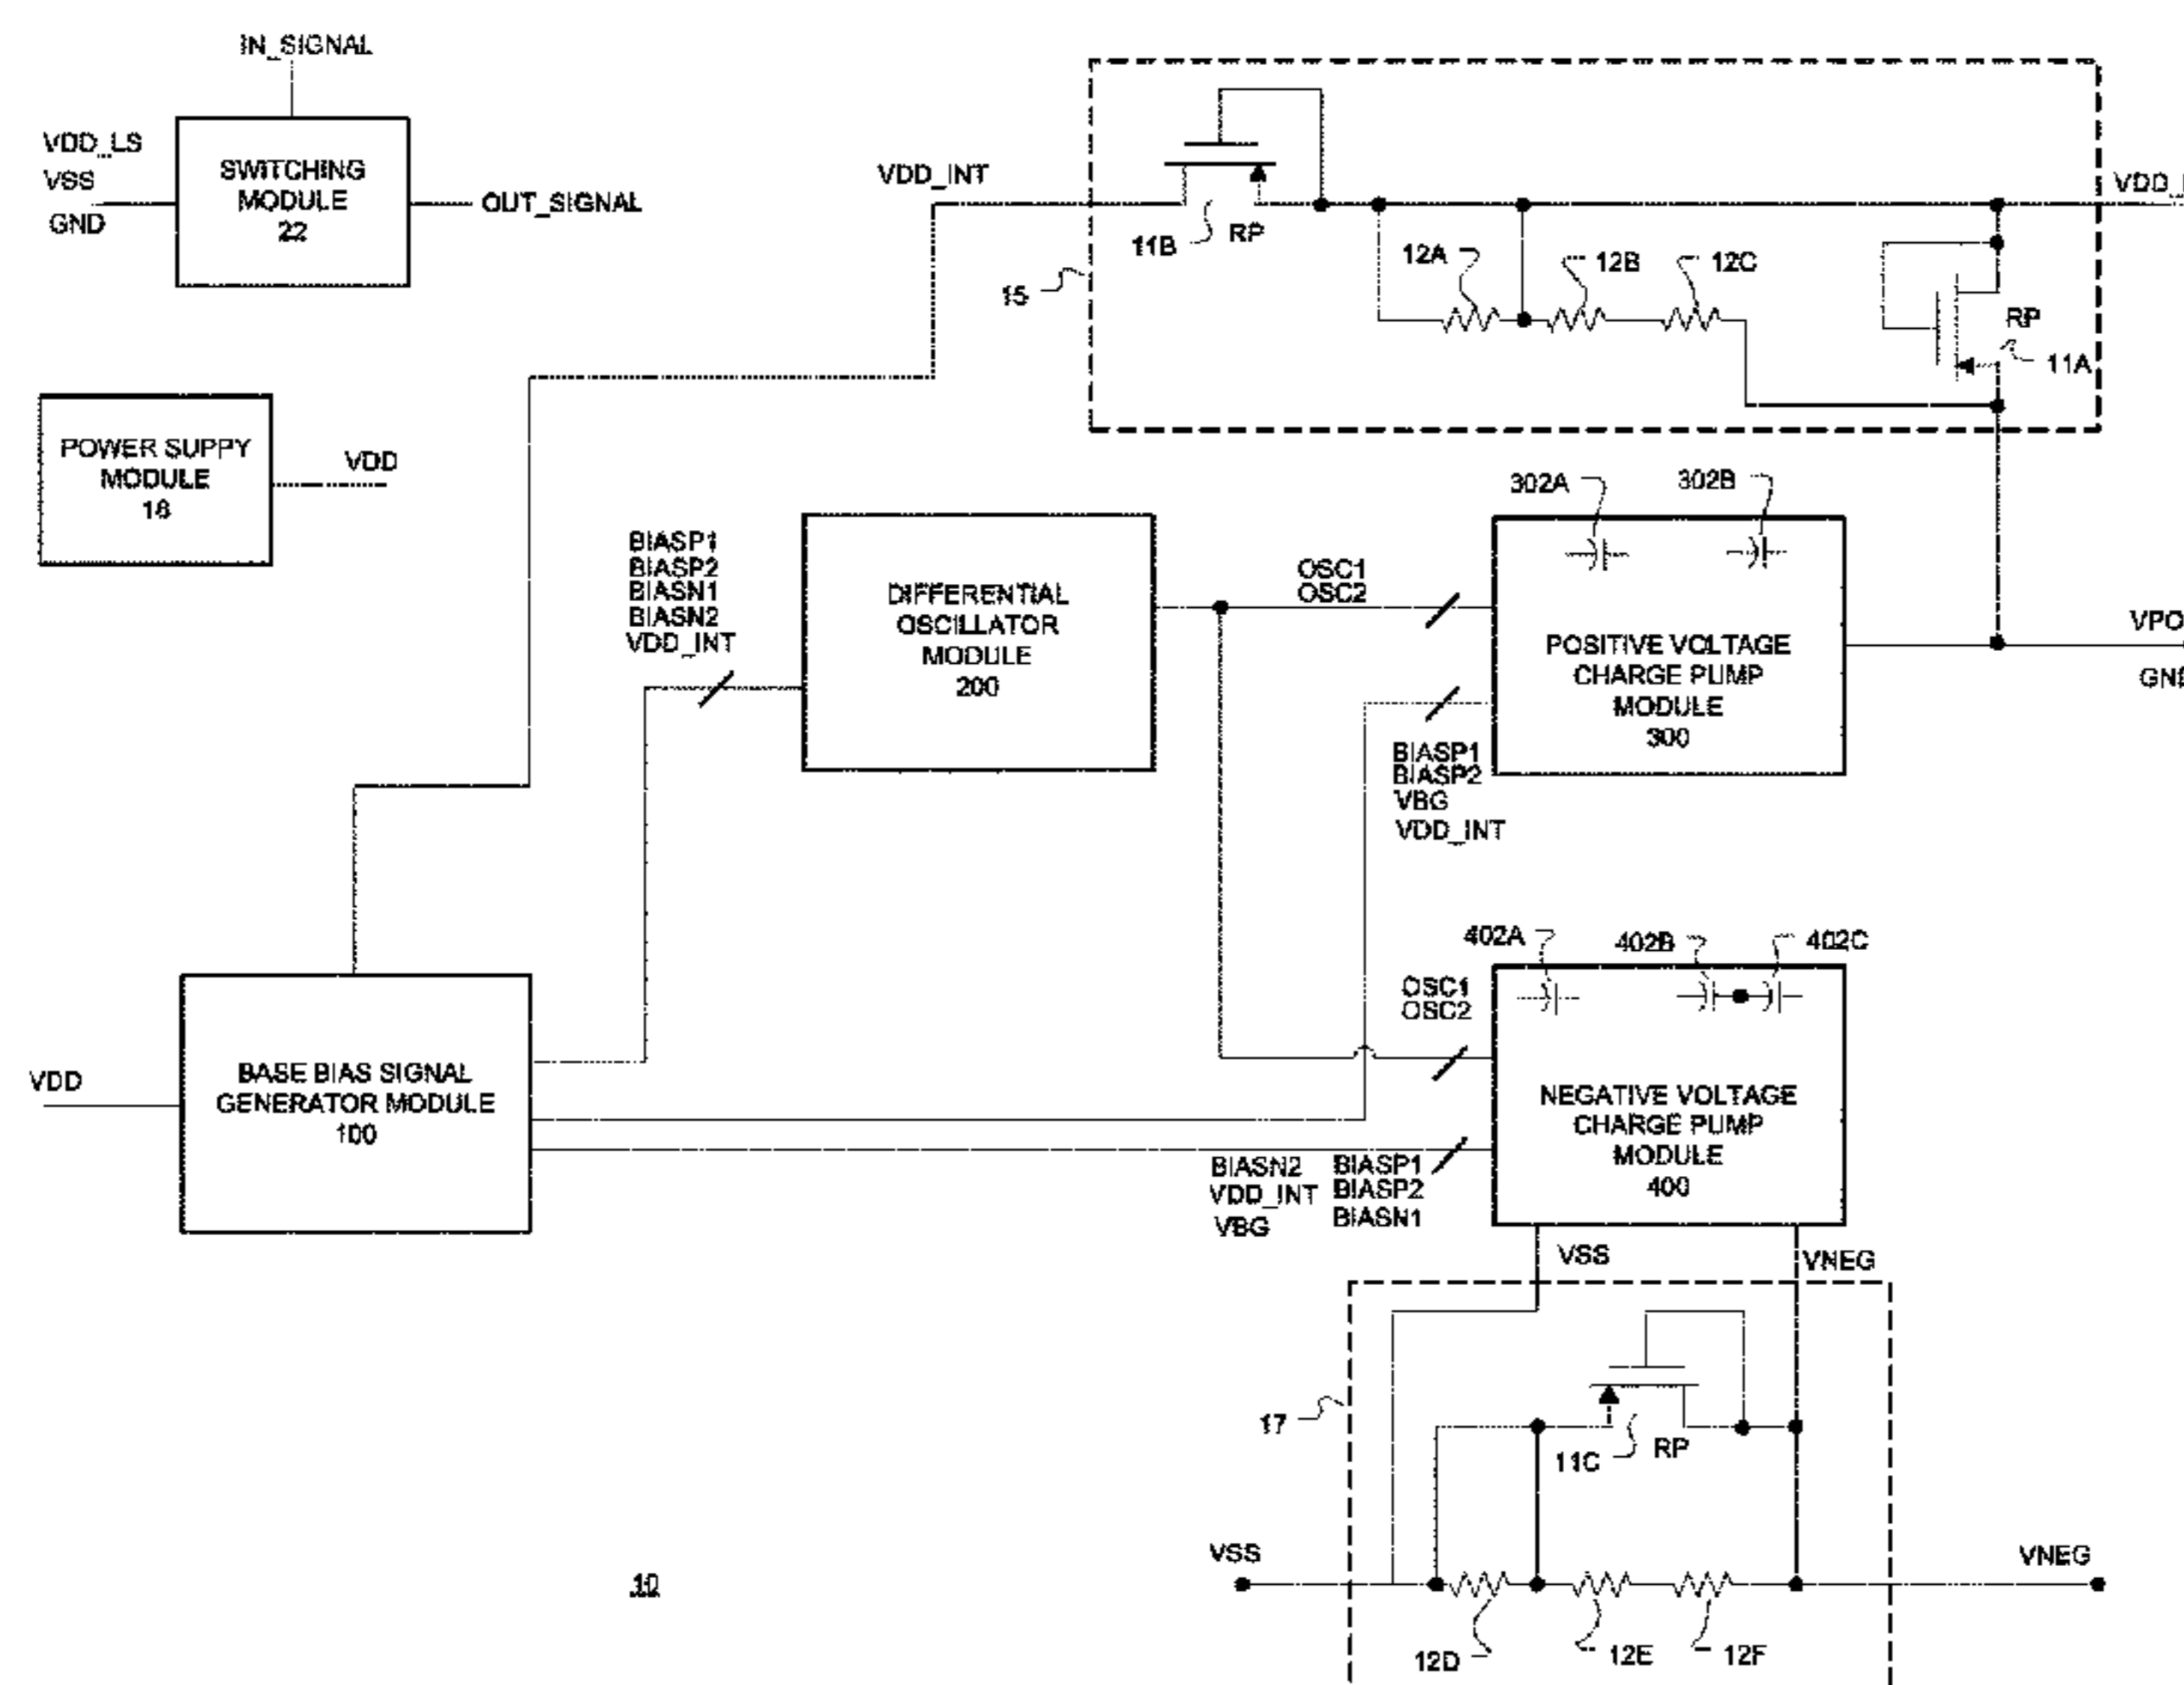 IN_SIGNAL
VDD_LS
VSS
GND
SWITCHING
MODULE
22
OUT_SIGNAL
VDD_INT
11B
RP
15
12A
12B
12C
RP
11A
POWER SUPPY
MODULE
18
VDD
BIASP1
BIASP2
BIASN1
BIASN2
VDD_INT
DIFFERENTIAL
OSCILLATOR
MODULE
200
OSC1
OSC2
302A
302B
POSITIVE VOLTAGE
CHARGE PUMP
MODULE
300
BIASP1
BIASP2
VBG
VDD_INT
VDD
BASE BIAS SIGNAL
GENERATOR MODULE
100
402A
402B
402C
OSC1
OSC2
NEGATIVE VOLTAGE
CHARGE PUMP
MODULE
400
BIASN2 BIASP1
VDD_INT BIASP2
VBG BIASN1
VSS
VNEG
17
11C
RP
VSS
VNEG
12D
12E
12F
10